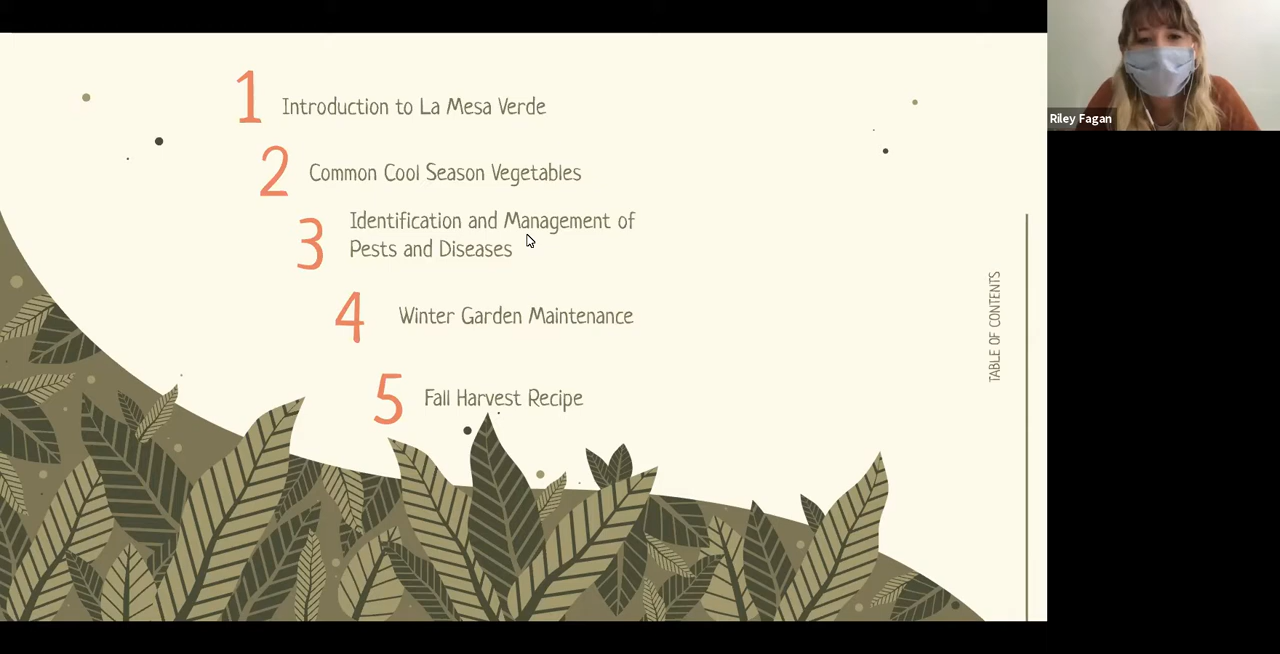 1
Introduction to La Mesa Verde
2
Common Cool Season Vegetables
3
Identification and Management of
Pests and Diseases
4
Winter Garden Maintenance
5
Fall Harvest Recipe
TABLE OF CONTENTS
Riley Fagan